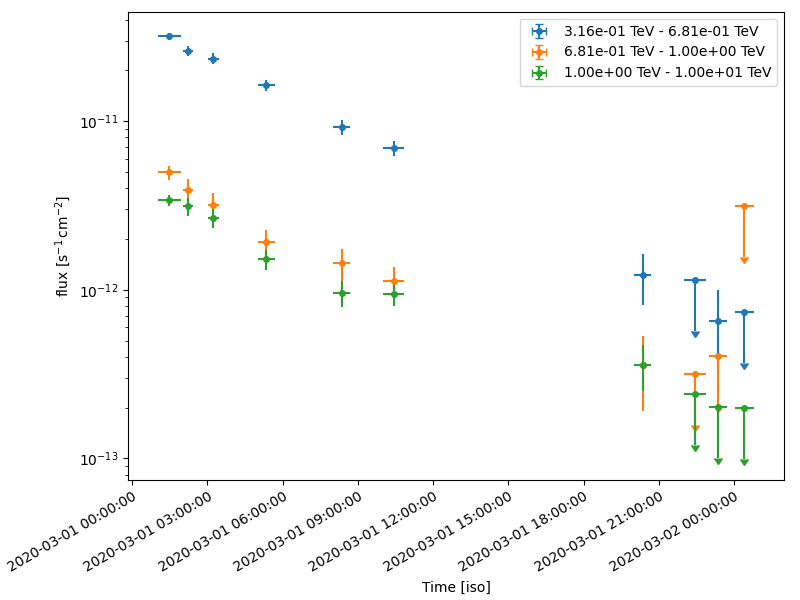 3.16e-01 TeV - 6.81e-01 TeV
6.81e-01 TeV - 1.00e+00 TeV
1.00e+00 TeV - 1.00e+01 TeV
flux [s⁻¹ cm⁻²]
10⁻¹¹
10⁻¹²
10⁻¹³
2020-03-01 00:00:00
2020-03-01 03:00:00
2020-03-01 06:00:00
2020-03-01 09:00:00
2020-03-01 12:00:00
2020-03-01 15:00:00
2020-03-01 18:00:00
2020-03-01 21:00:00
2020-03-02 00:00:00
Time [iso]